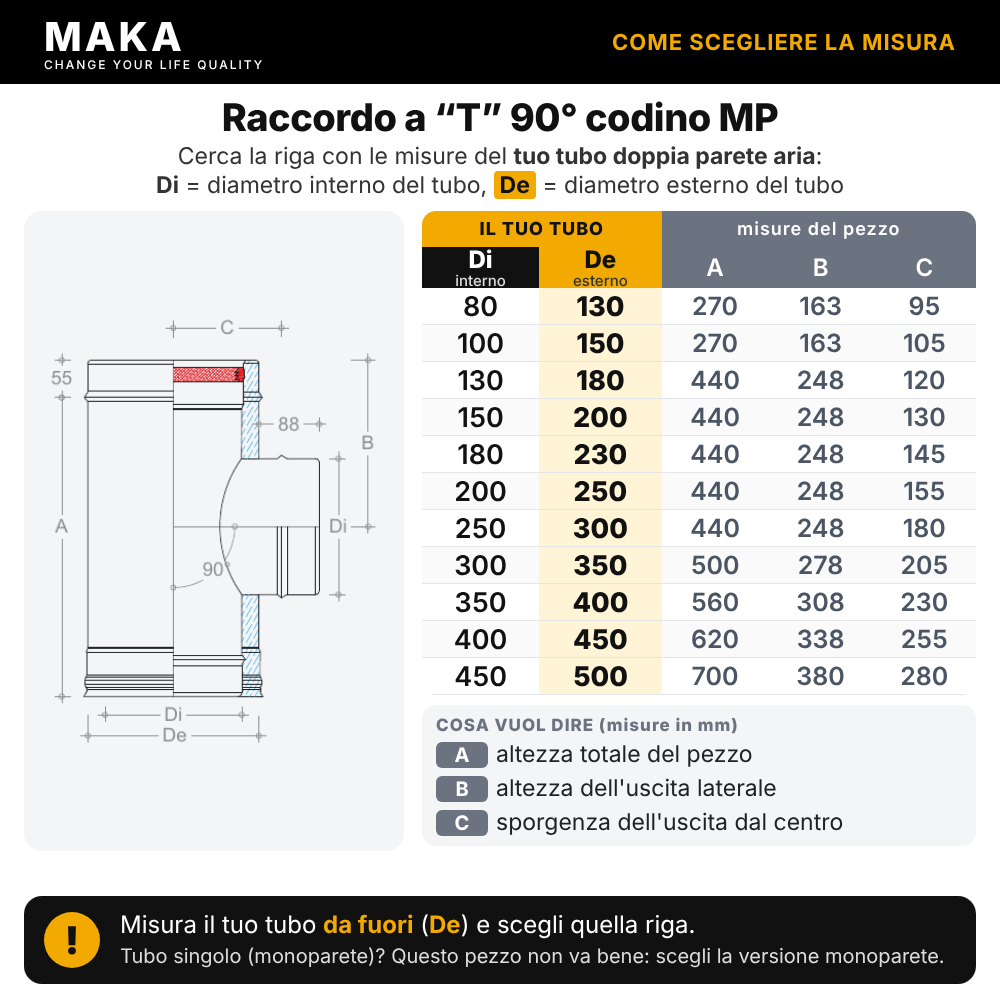 MAKA
CHANGE YOUR LIFE QUALITY
COME SCEGLIERE LA MISURA
Raccordo a “T” 90° codino MP
Cerca la riga con le misure del tuo tubo doppia parete aria:
Di = diametro interno del tubo, De = diametro esterno del tubo
C
55
88
B
A
Di
90
Di
De
IL TUO TUBO misure del pezzo
Di De A B C
interno esterno
80 130 270 163 95
100 150 270 163 105
130 180 440 248 120
150 200 440 248 130
180 230 440 248 145
200 250 440 248 155
250 300 440 248 180
300 350 500 278 205
350 400 560 308 230
400 450 620 338 255
450 500 700 380 280
COSA VUOL DIRE (misure in mm)
A altezza totale del pezzo
B altezza dell'uscita laterale
C sporgenza dell'uscita dal centro
! Misura il tuo tubo da fuori (De) e scegli quella riga.
Tubo singolo (monoparete)? Questo pezzo non va bene: scegli la versione monoparete.